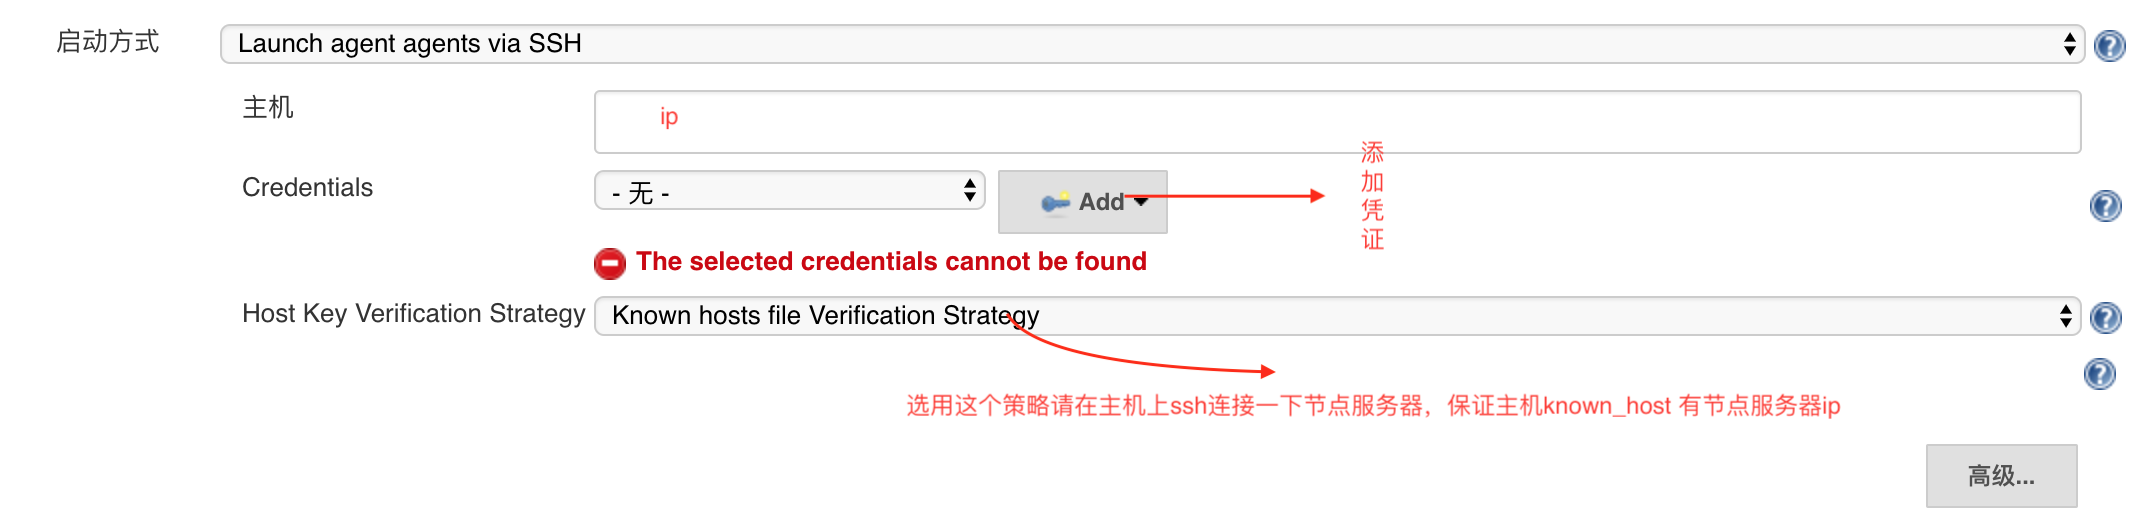 启动方式
Launch agent agents via SSH
主机
ip
Credentials
- 无 -
Add
添加凭证
The selected credentials cannot be found
Host Key Verification Strategy
Known hosts file Verification Strategy
选用这个策略请在主机上ssh连接一下节点服务器，保证主机known_host 有节点服务器ip
高级...